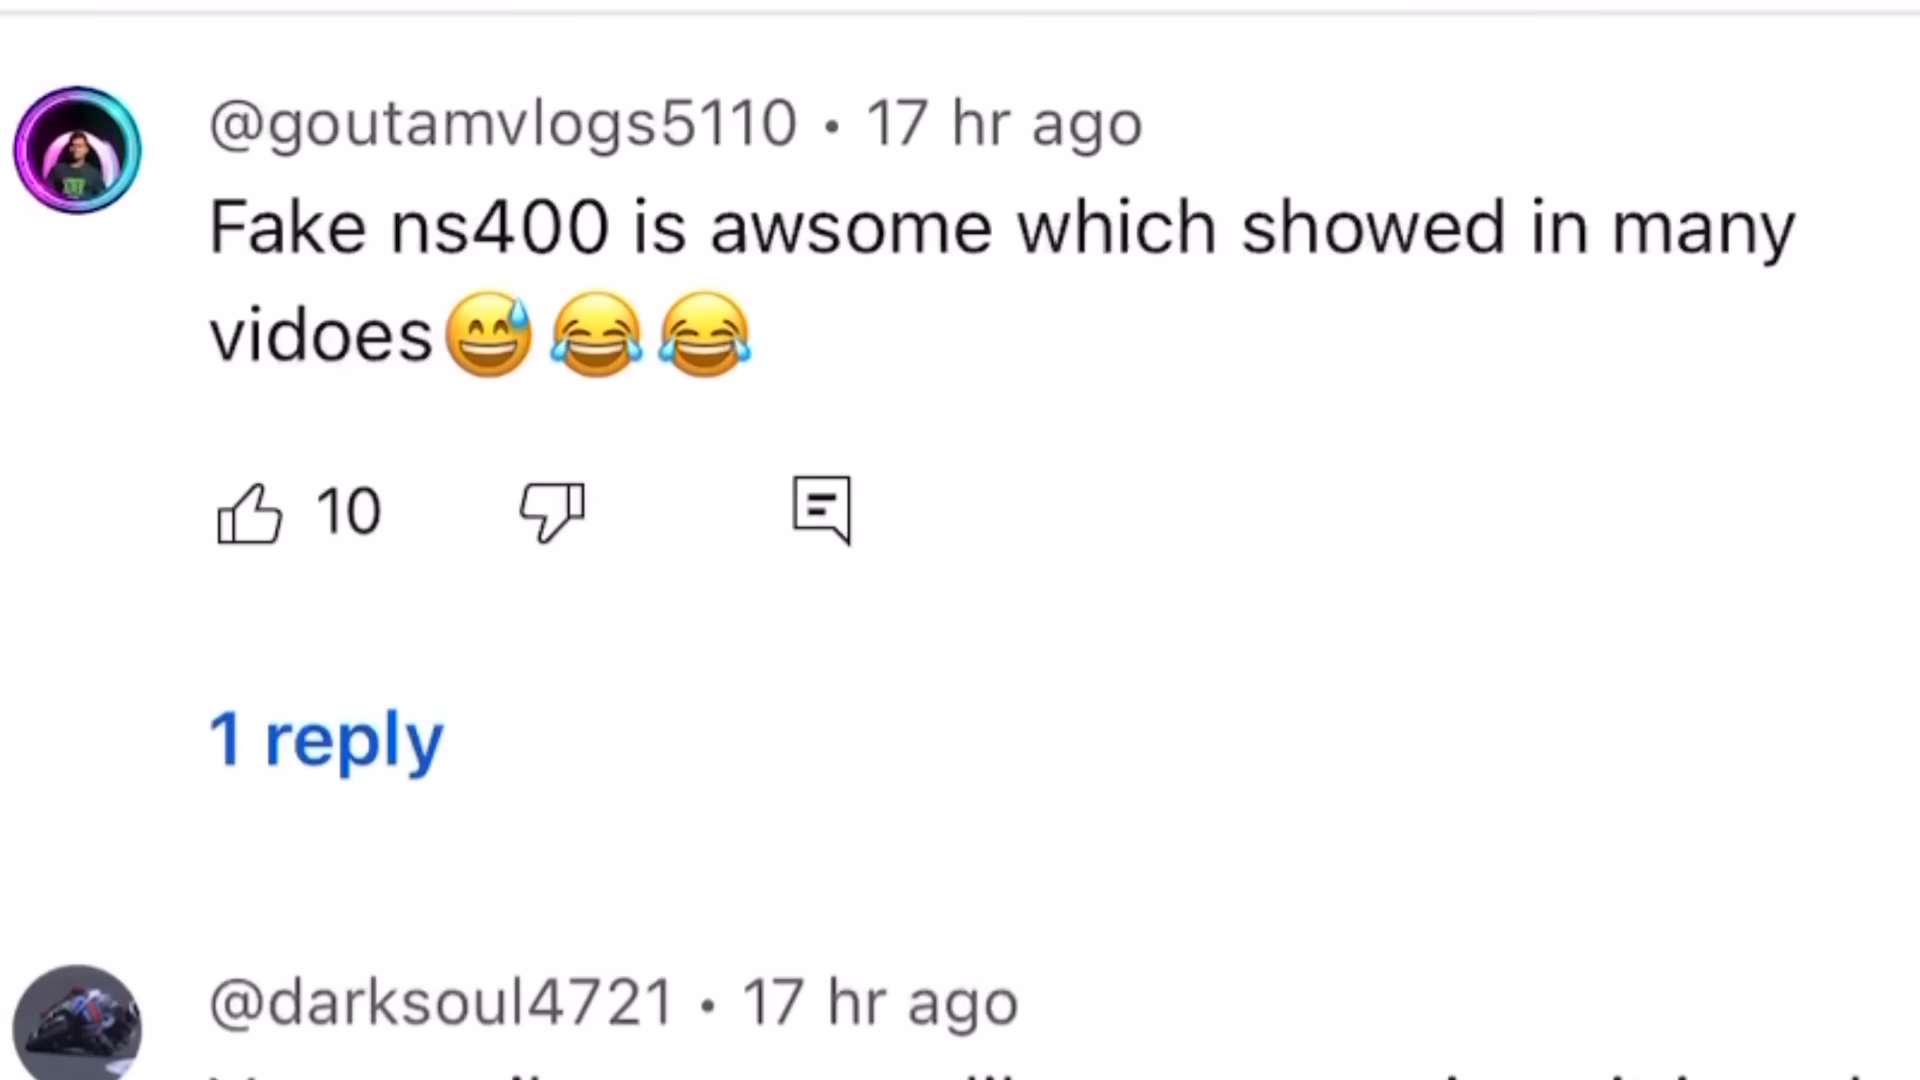 @goutamvlogs5110 • 17 hr ago
Fake ns400 is awsome which showed in many
vidoes😅😂😂
10
1 reply
@darksoul4721 • 17 hr ago